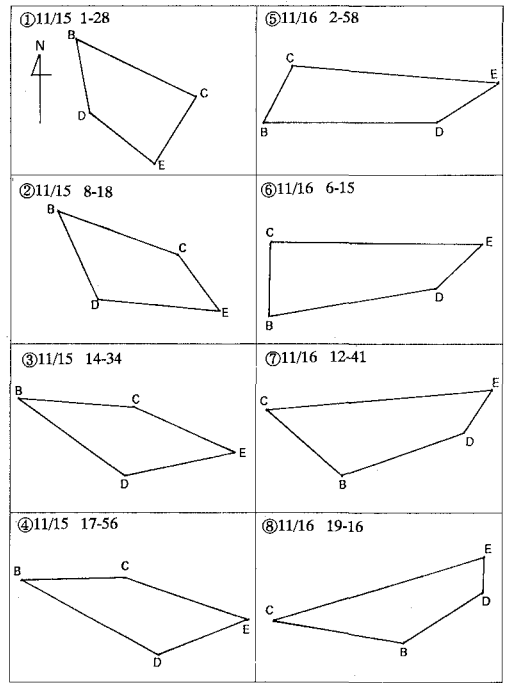 ①11/15 1-28
B
N
C
D
E
②11/15 8-18
B
C
D
E
③11/15 14-34
B
C
E
D
④11/15 17-56
B
C
E
D
⑤11/16 2-58
C
E
B
D
⑥11/16 6-15
C
E
D
B
⑦11/16 12-41
E
C
D
B
⑧11/16 19-16
E
D
C
B